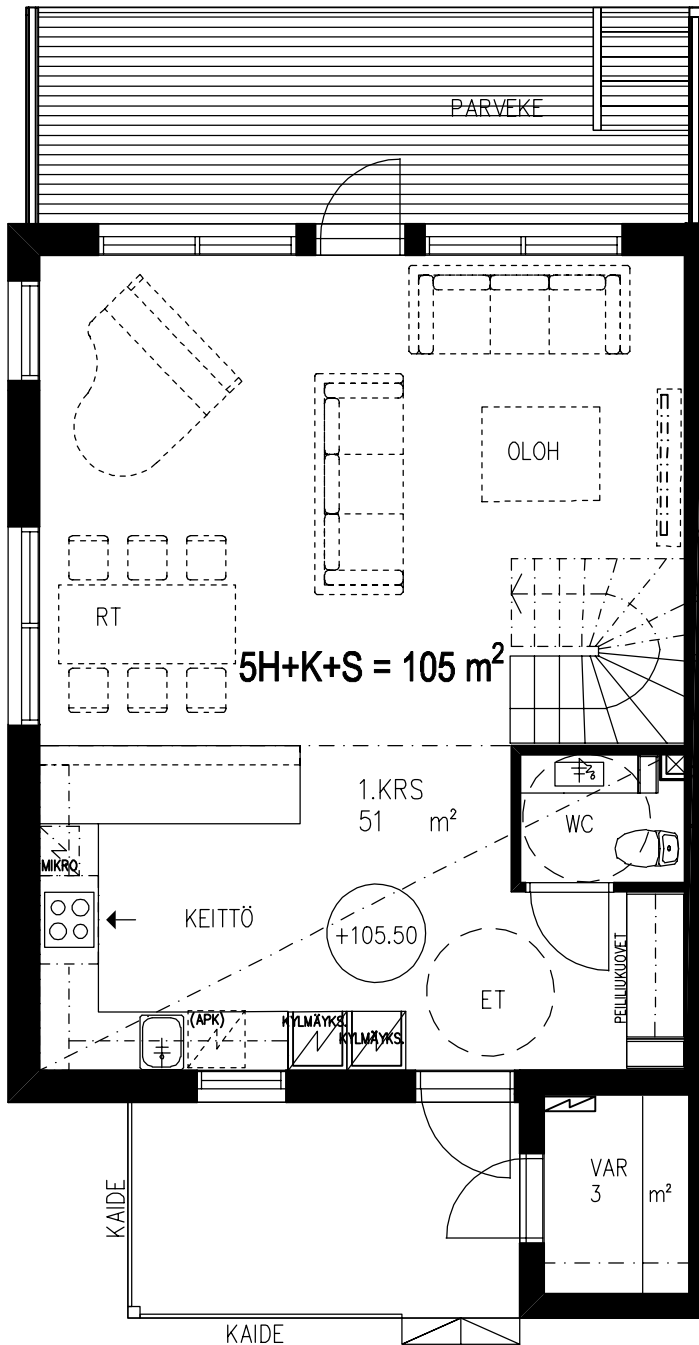 PARVEKE
OLOH
RT
5H+K+S = 105 m²
1.KRS
51 m²
WC
MIKRO
KEITTÖ
+105.50
ET
PEILILIUKUOVET
(APK)
KYLMÄYKS.
KYLMÄYKS.
VAR
3 m²
KAIDE
KAIDE